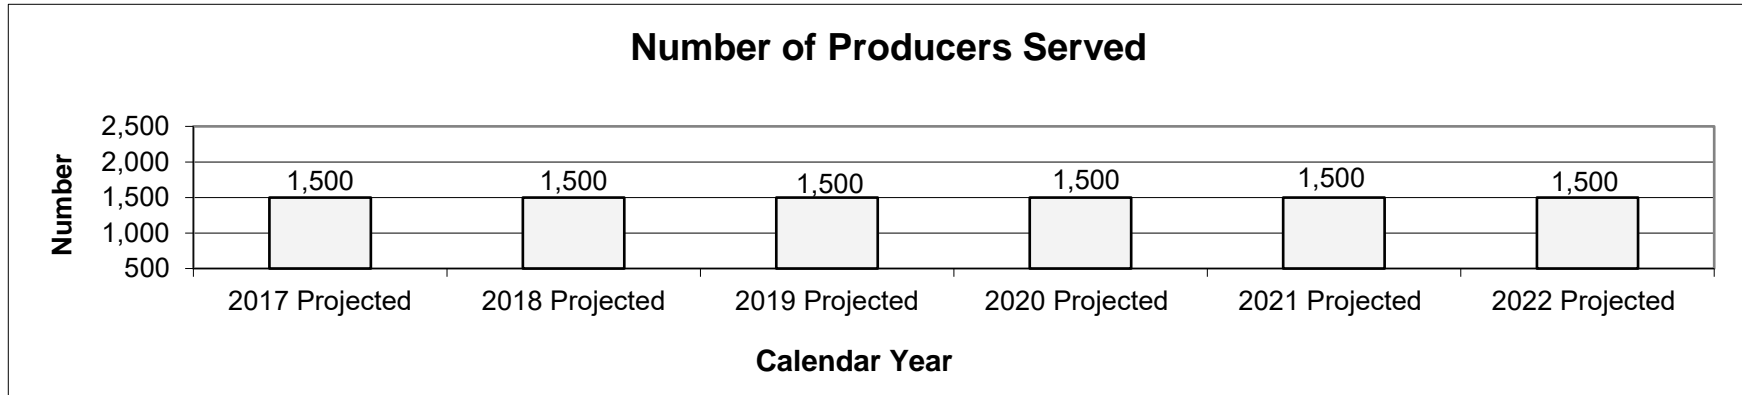 Number of Producers Served
2,500
2,000
1,500
1,000
500
Number
1,500
1,500
1,500
1,500
1,500
1,500
2017 Projected
2018 Projected
2019 Projected
2020 Projected
2021 Projected
2022 Projected
Calendar Year